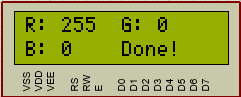 R: 255 G: 0
B: 0 Done!
VSS VDD VEE RS RW E D0 D1 D2 D3 D4 D5 D6 D7